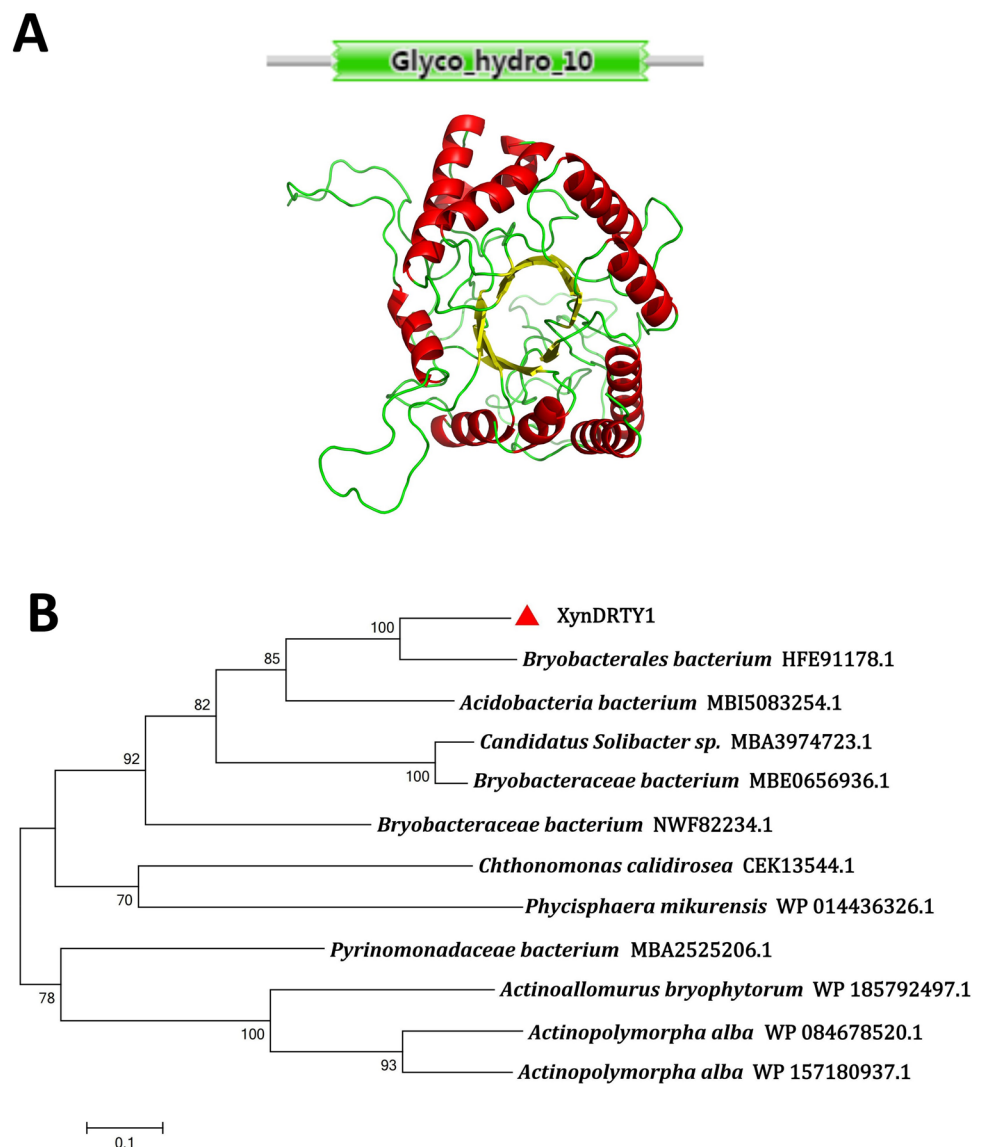 A
Glyco_hydro_10
B
100 XynDRTY1
Bryobacterales bacterium HFE91178.1
85
Acidobacteria bacterium MBI5083254.1
82
Candidatus Solibacter sp. MBA3974723.1
92
100
Bryobacteraceae bacterium MBE0656936.1
Bryobacteraceae bacterium NWF82234.1
Chthonomonas calidirosea CEK13544.1
70
Phycisphaera mikurensis WP 014436326.1
Pyrinomonadaceae bacterium MBA2525206.1
78
Actinoallomurus bryophytorum WP 185792497.1
100
Actinopolymorpha alba WP 084678520.1
93
Actinopolymorpha alba WP 157180937.1
0.1